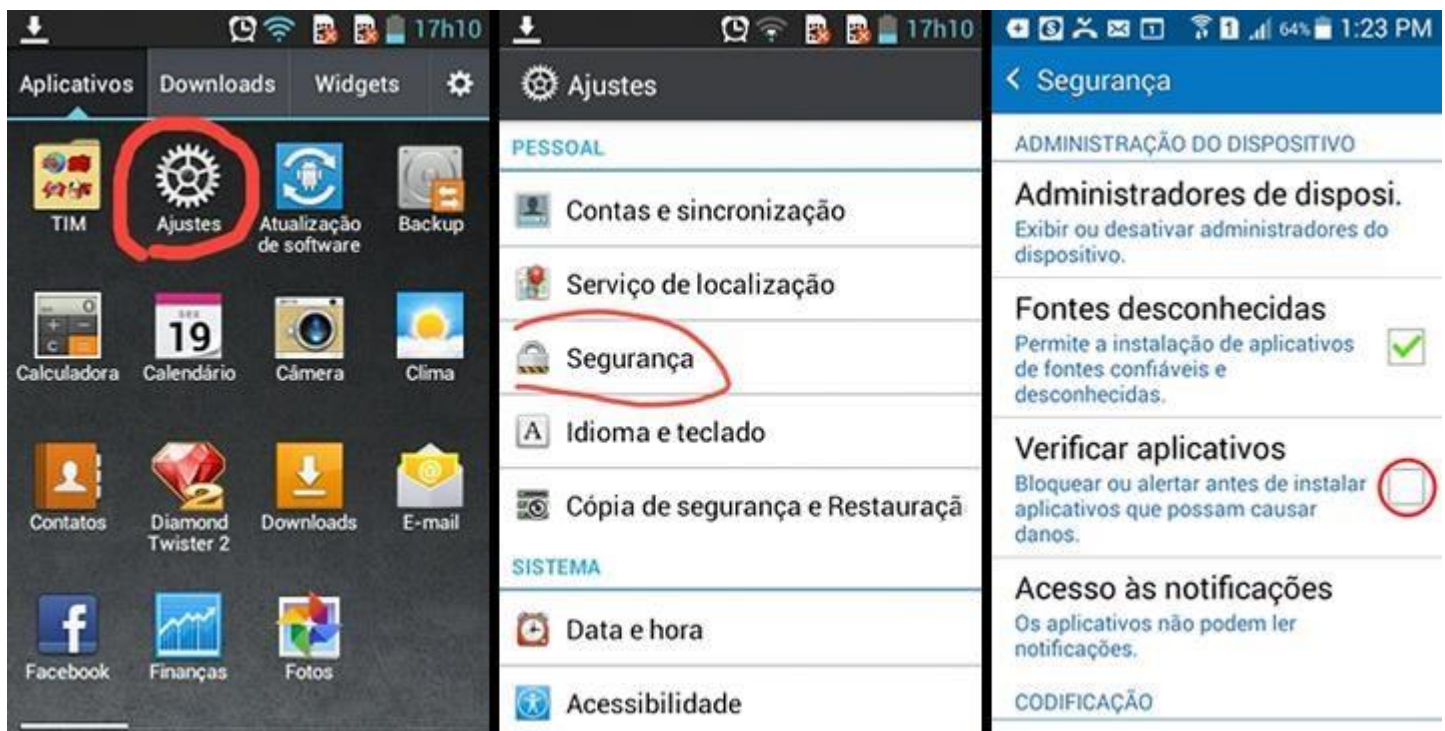 17h10
Aplicativos Downloads Widgets
TIM
Ajustes
Atualização
de software
Backup
Calculadora
19
Calendário
Câmera
Clima
Contatos
2
Diamond
Twister 2
Downloads
E-mail
Facebook
Finanças
Fotos
17h10
Ajustes
PESSOAL
Contas e sincronização
Serviço de localização
Segurança
A Idioma e teclado
Cópia de segurança e Restauraçã
SISTEMA
Data e hora
Acessibilidade
64% 1:23 PM
Segurança
ADMINISTRAÇÃO DO DISPOSITIVO
Administradores de disposi.
Exibir ou desativar administradores do
dispositivo.
Fontes desconhecidas
Permite a instalação de aplicativos
de fontes confiáveis e
desconhecidas.
Verificar aplicativos
Bloquear ou alertar antes de instalar
aplicativos que possam causar
danos.
Acesso às notificações
Os aplicativos não podem ler
notificações.
CODIFICAÇÃO